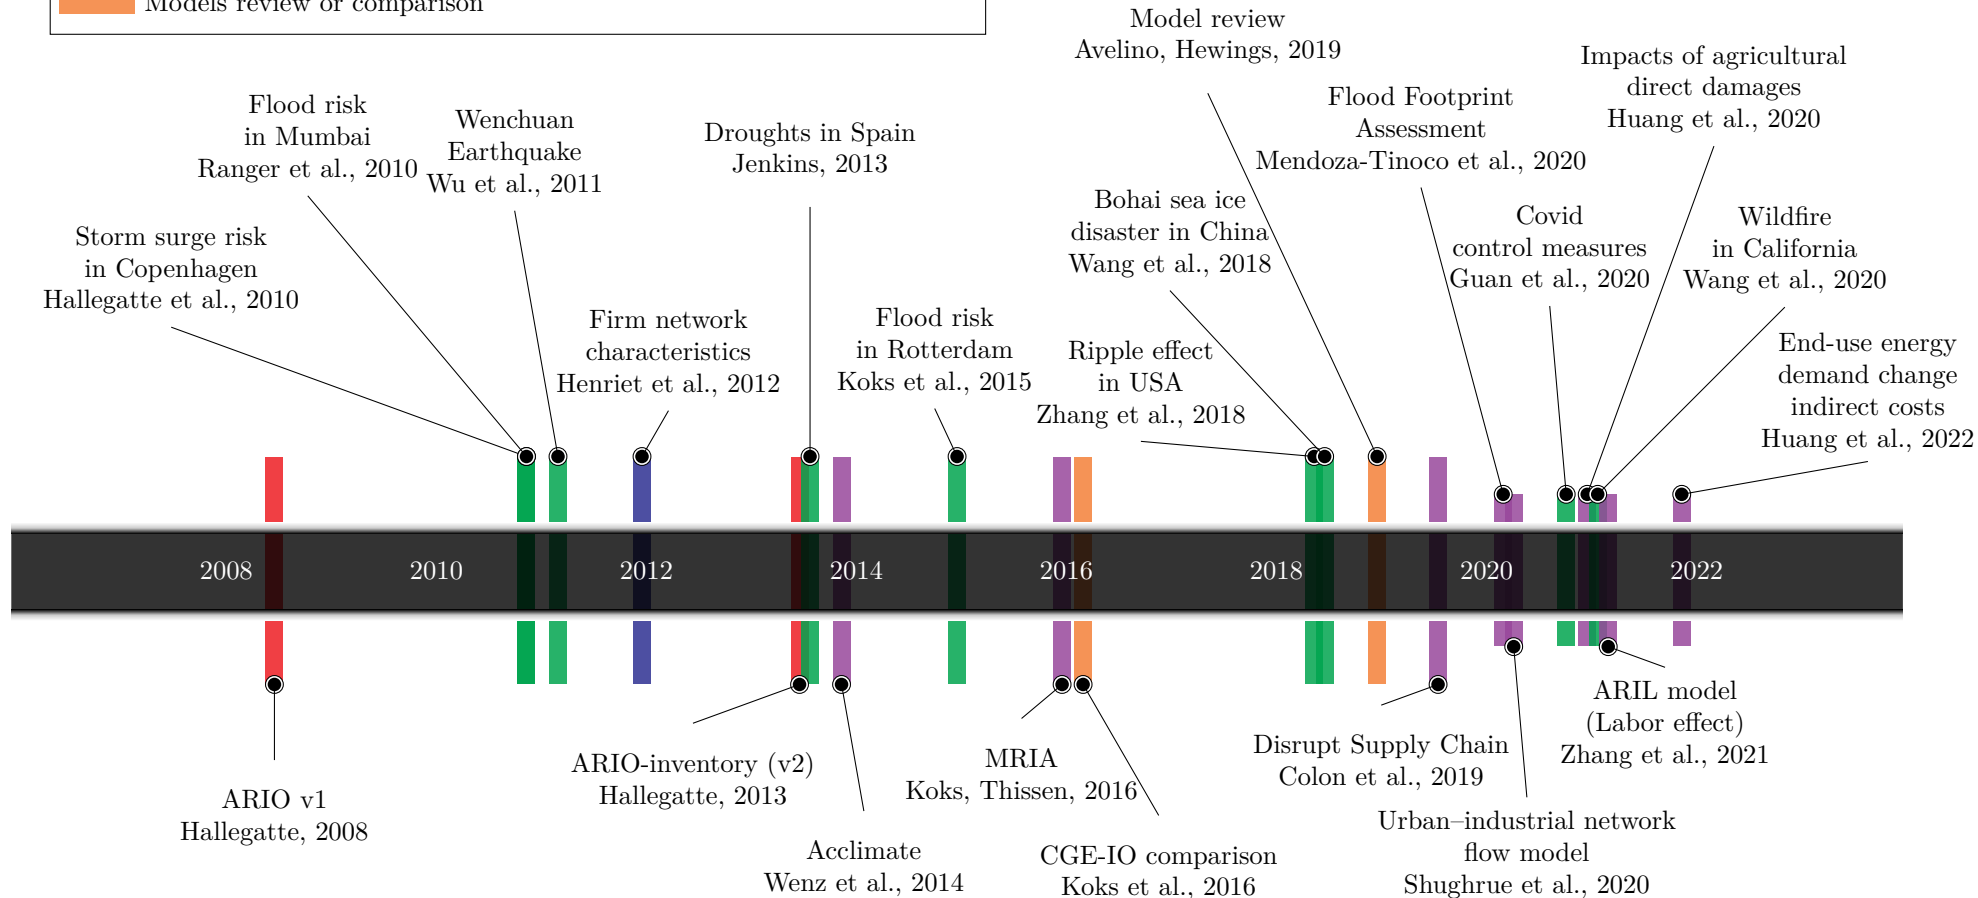 Models review or comparison
Model review
Avelino, Hewings, 2019
Impacts of agricultural
direct damages
Huang et al., 2020
Flood Footprint
Assessment
Mendoza-Tinoco et al., 2020
Flood risk
in Mumbai
Ranger et al., 2010
Wenchuan
Earthquake
Wu et al., 2011
Droughts in Spain
Jenkins, 2013
Bohai sea ice
disaster in China
Wang et al., 2018
Covid
control measures
Guan et al., 2020
Wildfire
in California
Wang et al., 2020
Storm surge risk
in Copenhagen
Hallegatte et al., 2010
Firm network
characteristics
Henriet et al., 2012
Flood risk
in Rotterdam
Koks et al., 2015
Ripple effect
in USA
Zhang et al., 2018
End-use energy
demand change
indirect costs
Huang et al., 2022
2008
2010
2012
2014
2016
2018
2020
2022
ARIO v1
Hallegatte, 2008
ARIO-inventory (v2)
Hallegatte, 2013
Acclimate
Wenz et al., 2014
MRIA
Koks, Thissen, 2016
CGE-IO comparison
Koks et al., 2016
Disrupt Supply Chain
Colon et al., 2019
ARIL model
(Labor effect)
Zhang et al., 2021
Urban–industrial network
flow model
Shughrue et al., 2020